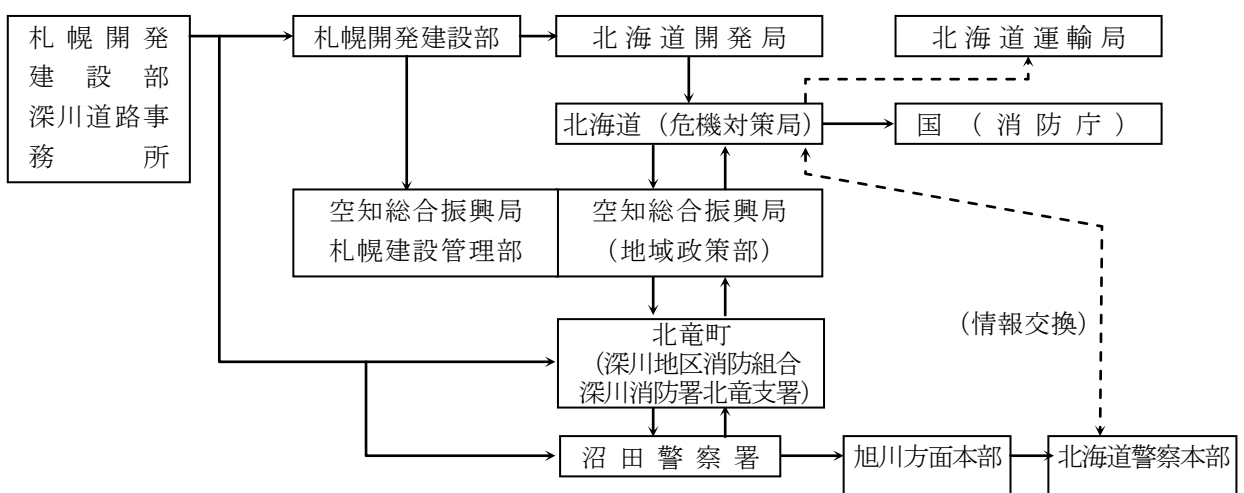 札幌開発
建設部
深川道路事
務所
札幌開発建設部
北海道開発局
北海道運輸局
北海道（危機対策局）
国（消防庁）
空知総合振興局
札幌建設管理部
空知総合振興局
（地域政策部）
（情報交換）
北竜町
（深川地区消防組合
深川消防署北竜支署）
沼田警察署
旭川方面本部
北海道警察本部